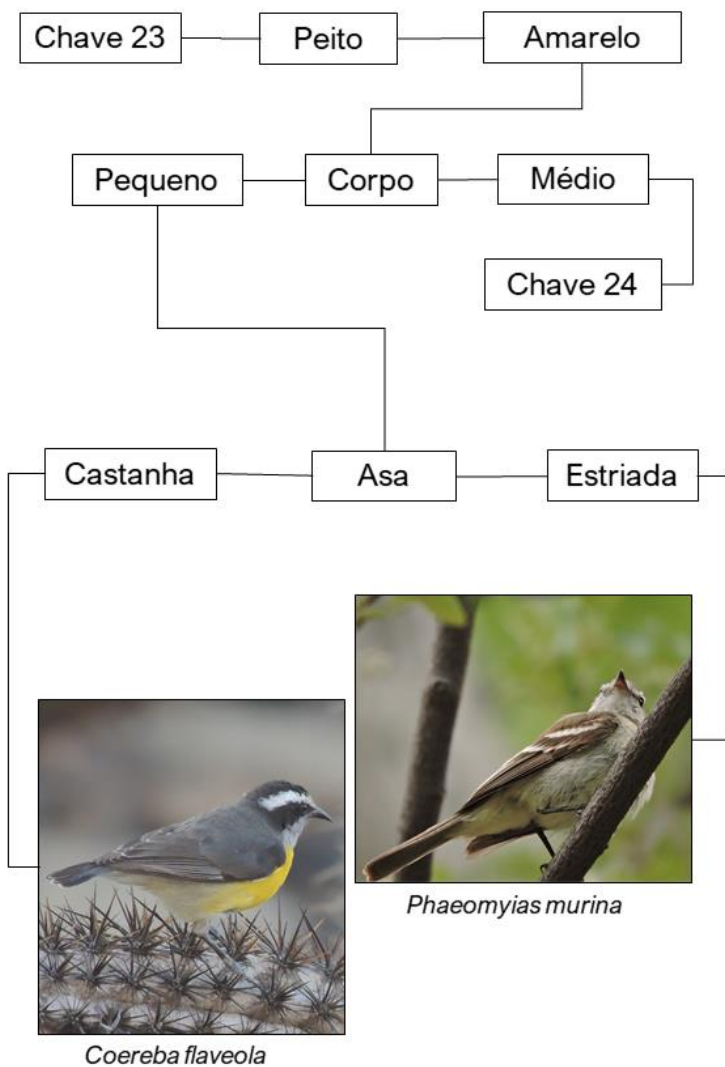 Chave 23
Peito
Amarelo
Pequeno
Corpo
Médio
Chave 24
Castanha
Asa
Estriada
Phaeomyias murina
Coereba flaveola